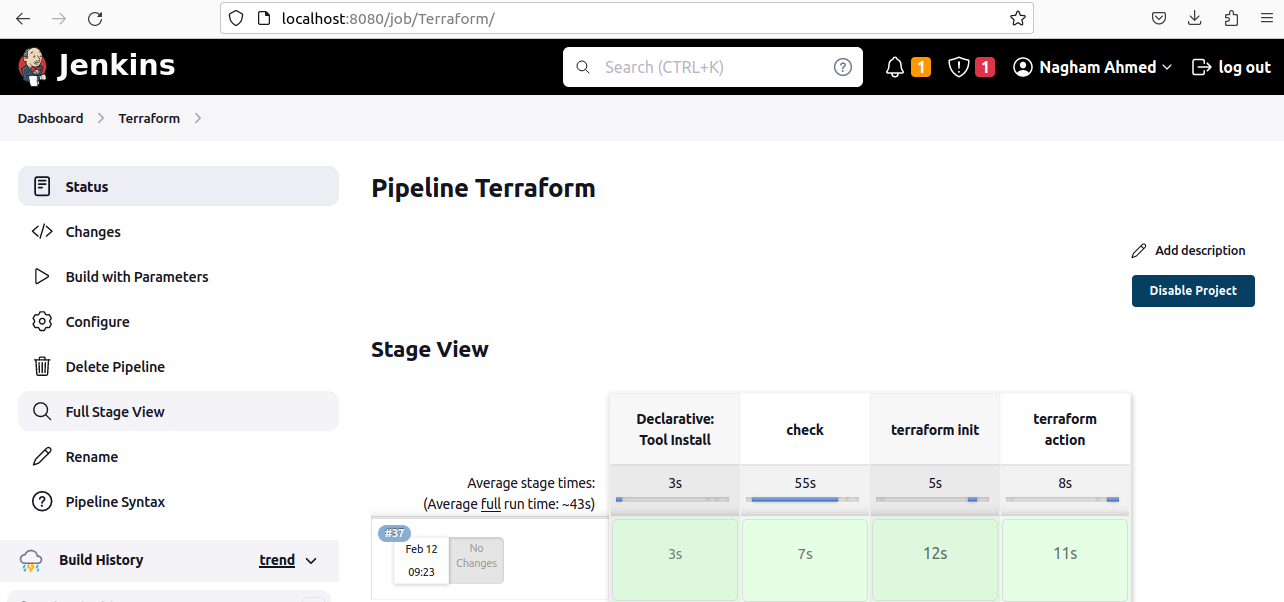 localhost:8080/job/Terraform/
Jenkins
Search (CTRL+K)
?
1
1
Nagham Ahmed
log out
Dashboard
Terraform
Status
Changes
Build with Parameters
Configure
Delete Pipeline
Full Stage View
Rename
Pipeline Syntax
Build History
trend
Pipeline Terraform
Add description
Disable Project
Stage View
Declarative:
Tool Install
check
terraform init
terraform
action
Average stage times:
(Average full run time: ~43s)
3s
55s
5s
8s
#37
Feb 12
09:23
No
Changes
3s
7s
12s
11s